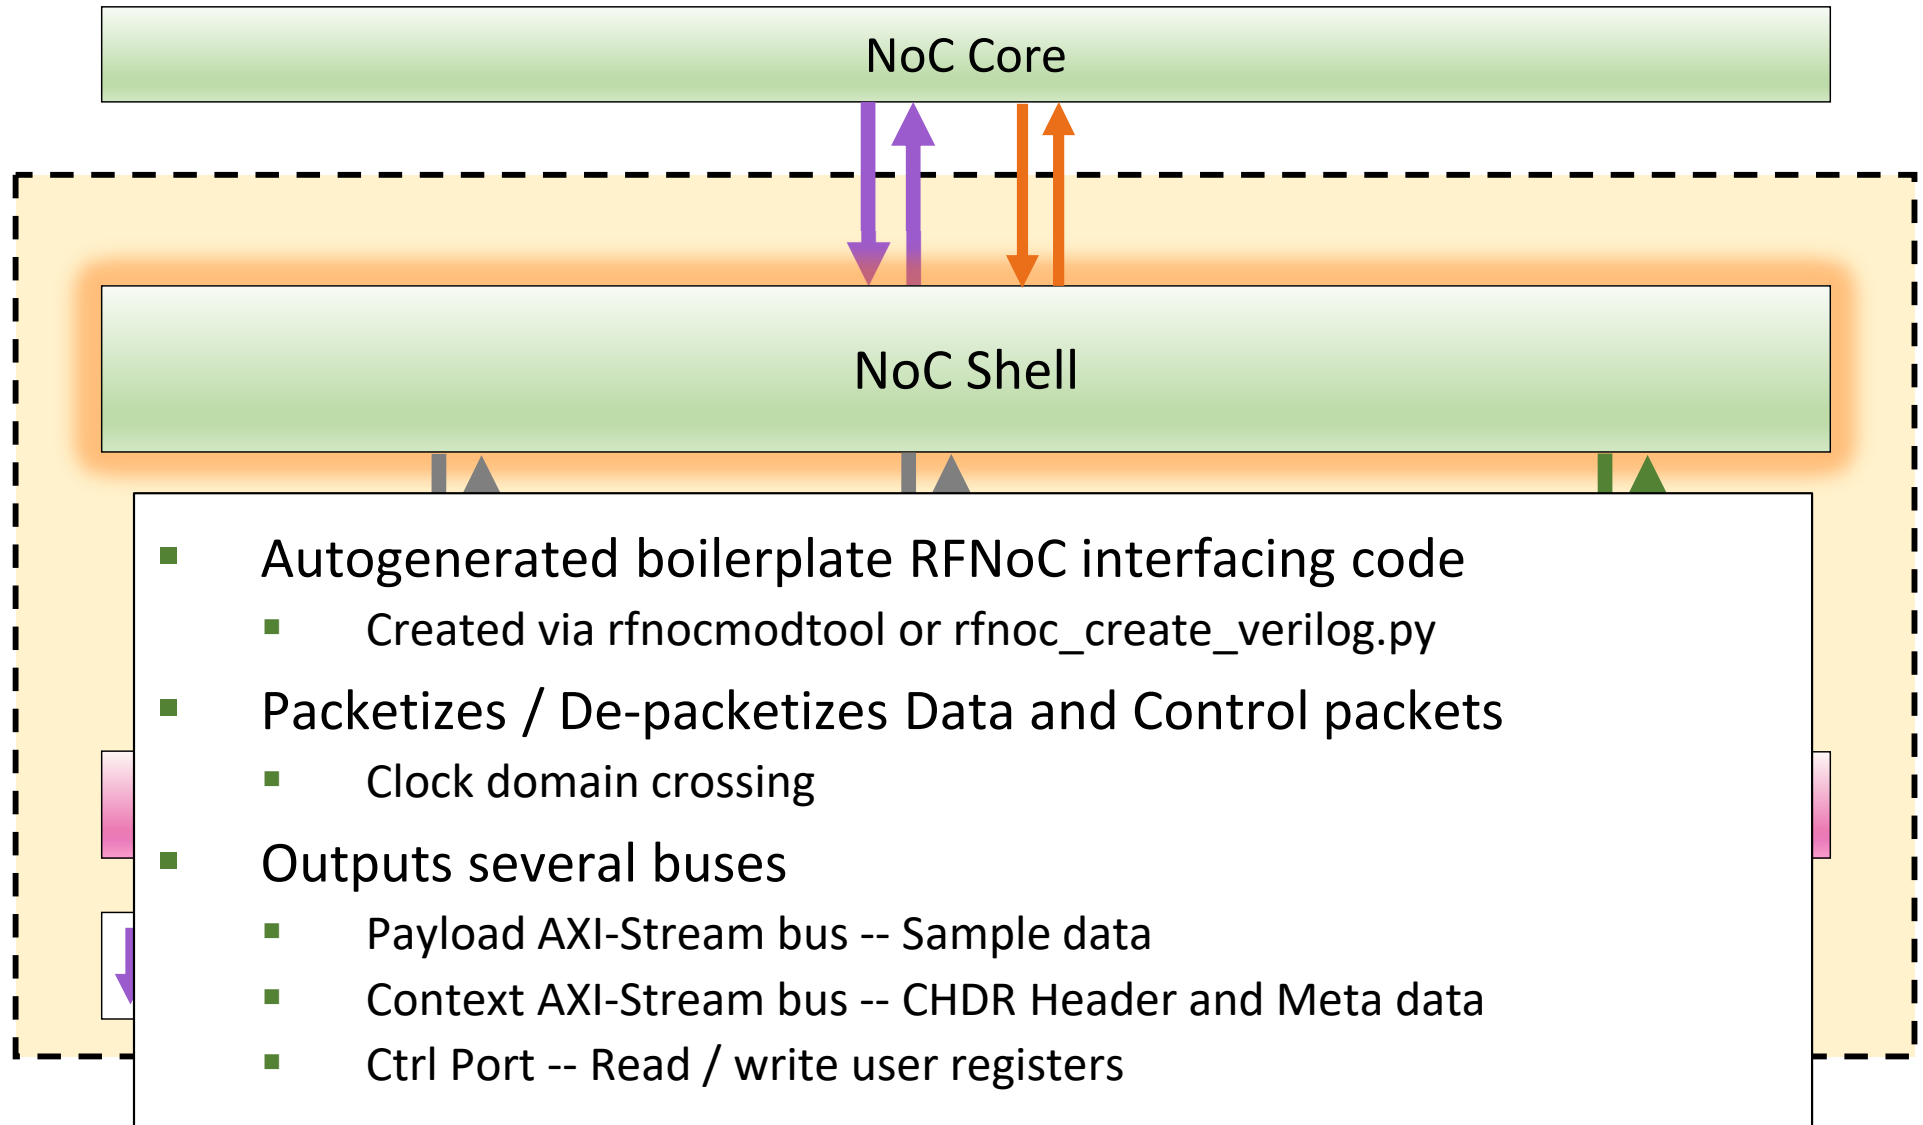 NoC Core
NoC Shell
▪ Autogenerated boilerplate RFNoC interfacing code
▪ Created via rfnocmodtool or rfnoc_create_verilog.py
▪ Packetizes / De-packetizes Data and Control packets
▪ Clock domain crossing
▪ Outputs several buses
▪ Payload AXI-Stream bus -- Sample data
▪ Context AXI-Stream bus -- CHDR Header and Meta data
▪ Ctrl Port -- Read / write user registers